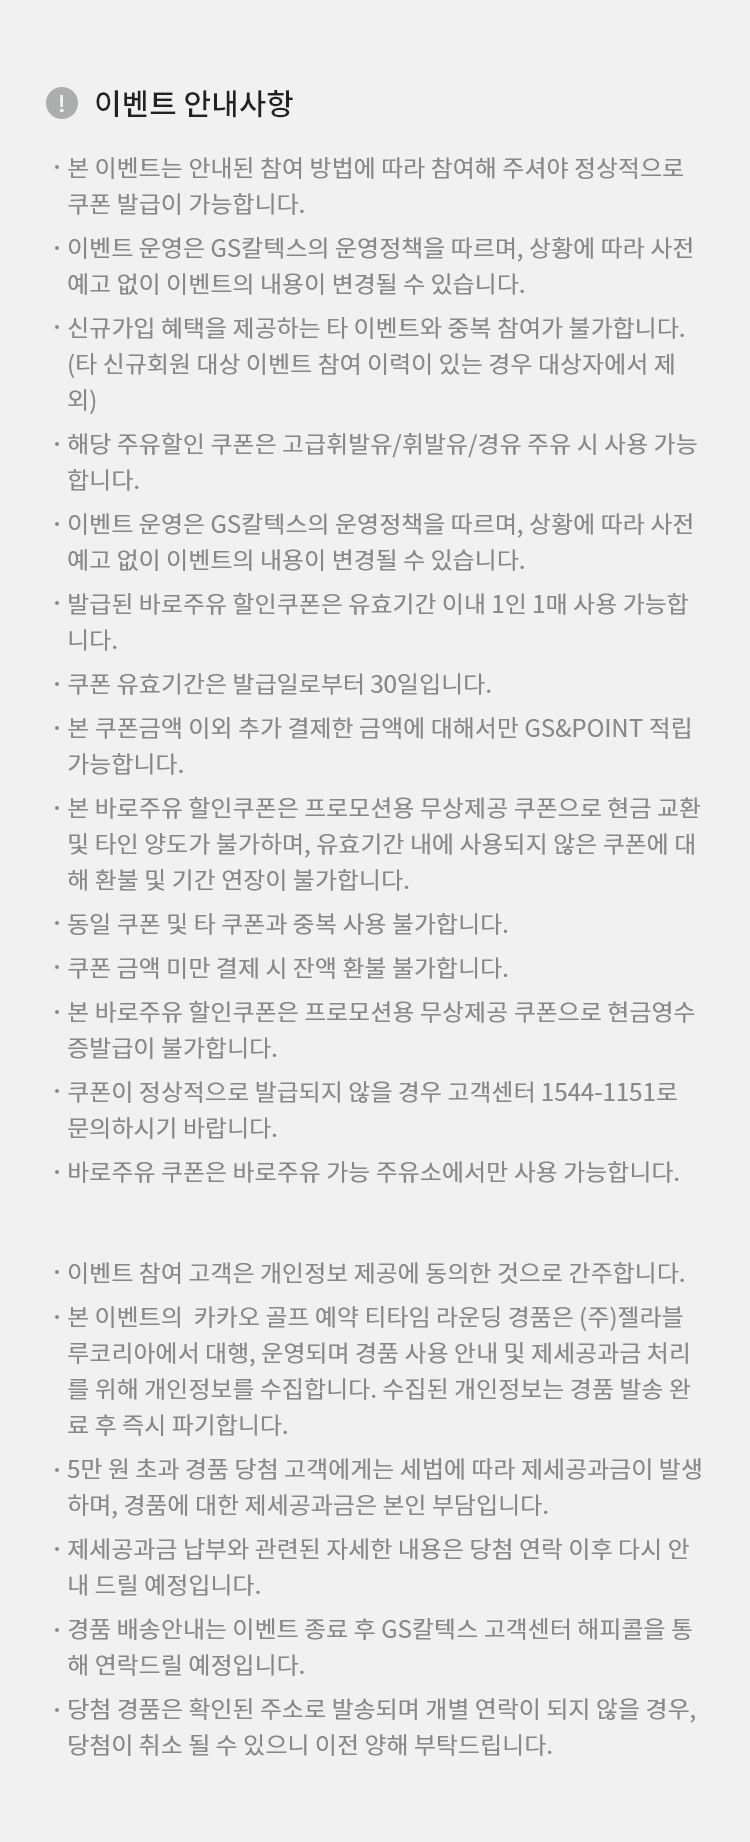 ! 이벤트 안내사항
· 본 이벤트는 안내된 참여 방법에 따라 참여해 주셔야 정상적으로
쿠폰 발급이 가능합니다.
· 이벤트 운영은 GS칼텍스의 운영정책을 따르며, 상황에 따라 사전
예고 없이 이벤트의 내용이 변경될 수 있습니다.
· 신규가입 혜택을 제공하는 타 이벤트와 중복 참여가 불가합니다.
(타 신규회원 대상 이벤트 참여 이력이 있는 경우 대상자에서 제
외)
· 해당 주유할인 쿠폰은 고급휘발유/휘발유/경유 주유 시 사용 가능
합니다.
· 이벤트 운영은 GS칼텍스의 운영정책을 따르며, 상황에 따라 사전
예고 없이 이벤트의 내용이 변경될 수 있습니다.
· 발급된 바로주유 할인쿠폰은 유효기간 이내 1인 1매 사용 가능합
니다.
· 쿠폰 유효기간은 발급일로부터 30일입니다.
· 본 쿠폰금액 이외 추가 결제한 금액에 대해서만 GS&POINT 적립
가능합니다.
· 본 바로주유 할인쿠폰은 프로모션용 무상제공 쿠폰으로 현금 교환
및 타인 양도가 불가하며, 유효기간 내에 사용되지 않은 쿠폰에 대
해 환불 및 기간 연장이 불가합니다.
· 동일 쿠폰 및 타 쿠폰과 중복 사용 불가합니다.
· 쿠폰 금액 미만 결제 시 잔액 환불 불가합니다.
· 본 바로주유 할인쿠폰은 프로모션용 무상제공 쿠폰으로 현금영수
증발급이 불가합니다.
· 쿠폰이 정상적으로 발급되지 않을 경우 고객센터 1544-1151로
문의하시기 바랍니다.
· 바로주유 쿠폰은 바로주유 가능 주유소에서만 사용 가능합니다.
· 이벤트 참여 고객은 개인정보 제공에 동의한 것으로 간주합니다.
· 본 이벤트의  카카오 골프 예약 티타임 라운딩 경품은 (주)젤라블
루코리아에서 대행, 운영되며 경품 사용 안내 및 제세공과금 처리
를 위해 개인정보를 수집합니다. 수집된 개인정보는 경품 발송 완
료 후 즉시 파기합니다.
· 5만 원 초과 경품 당첨 고객에게는 세법에 따라 제세공과금이 발생
하며, 경품에 대한 제세공과금은 본인 부담입니다.
· 제세공과금 납부와 관련된 자세한 내용은 당첨 연락 이후 다시 안
내 드릴 예정입니다.
· 경품 배송안내는 이벤트 종료 후 GS칼텍스 고객센터 해피콜을 통
해 연락드릴 예정입니다.
· 당첨 경품은 확인된 주소로 발송되며 개별 연락이 되지 않을 경우,
당첨이 취소 될 수 있으니 이전 양해 부탁드립니다.